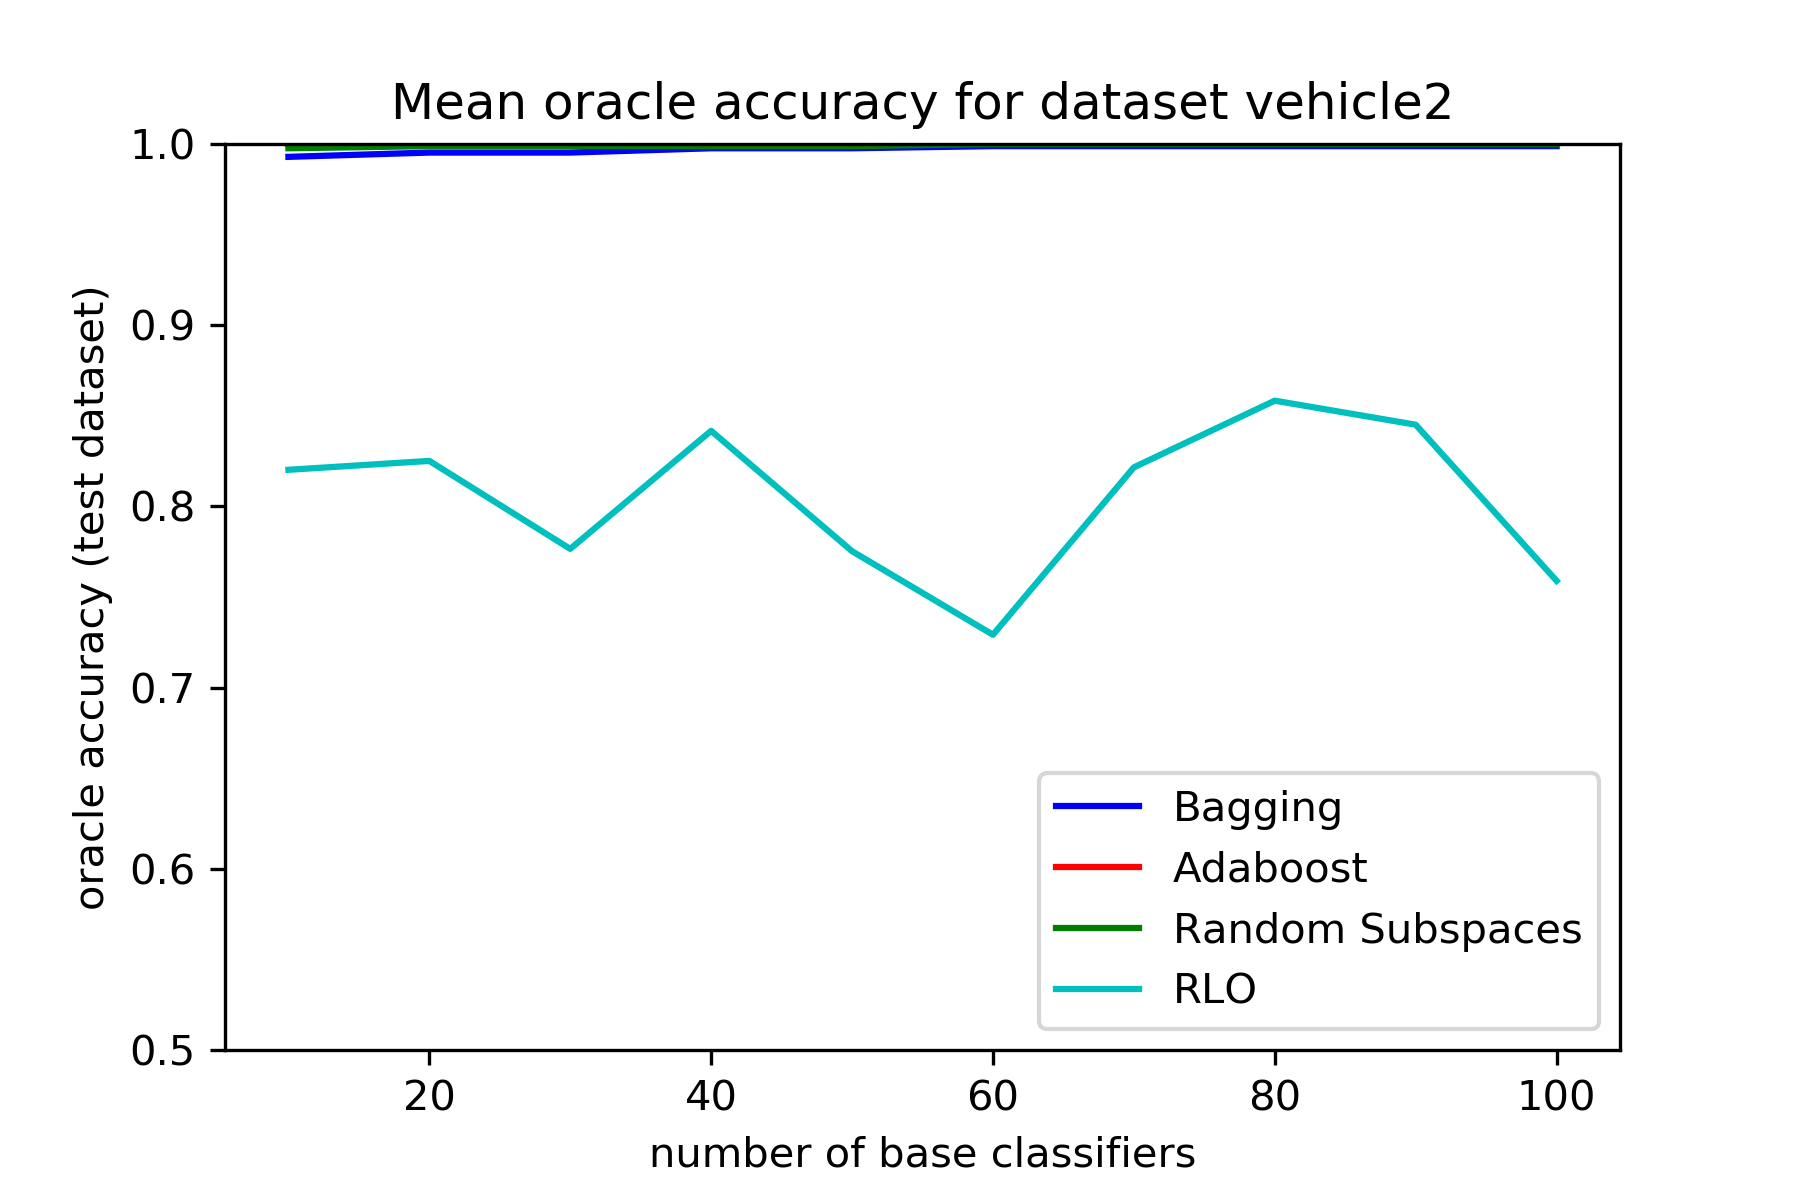 Mean oracle accuracy for dataset vehicle2
oracle accuracy (test dataset)
1.0
0.9
0.8
0.7
0.6
0.5
Bagging
Adaboost
Random Subspaces
RLO
20 40 60 80 100
number of base classifiers